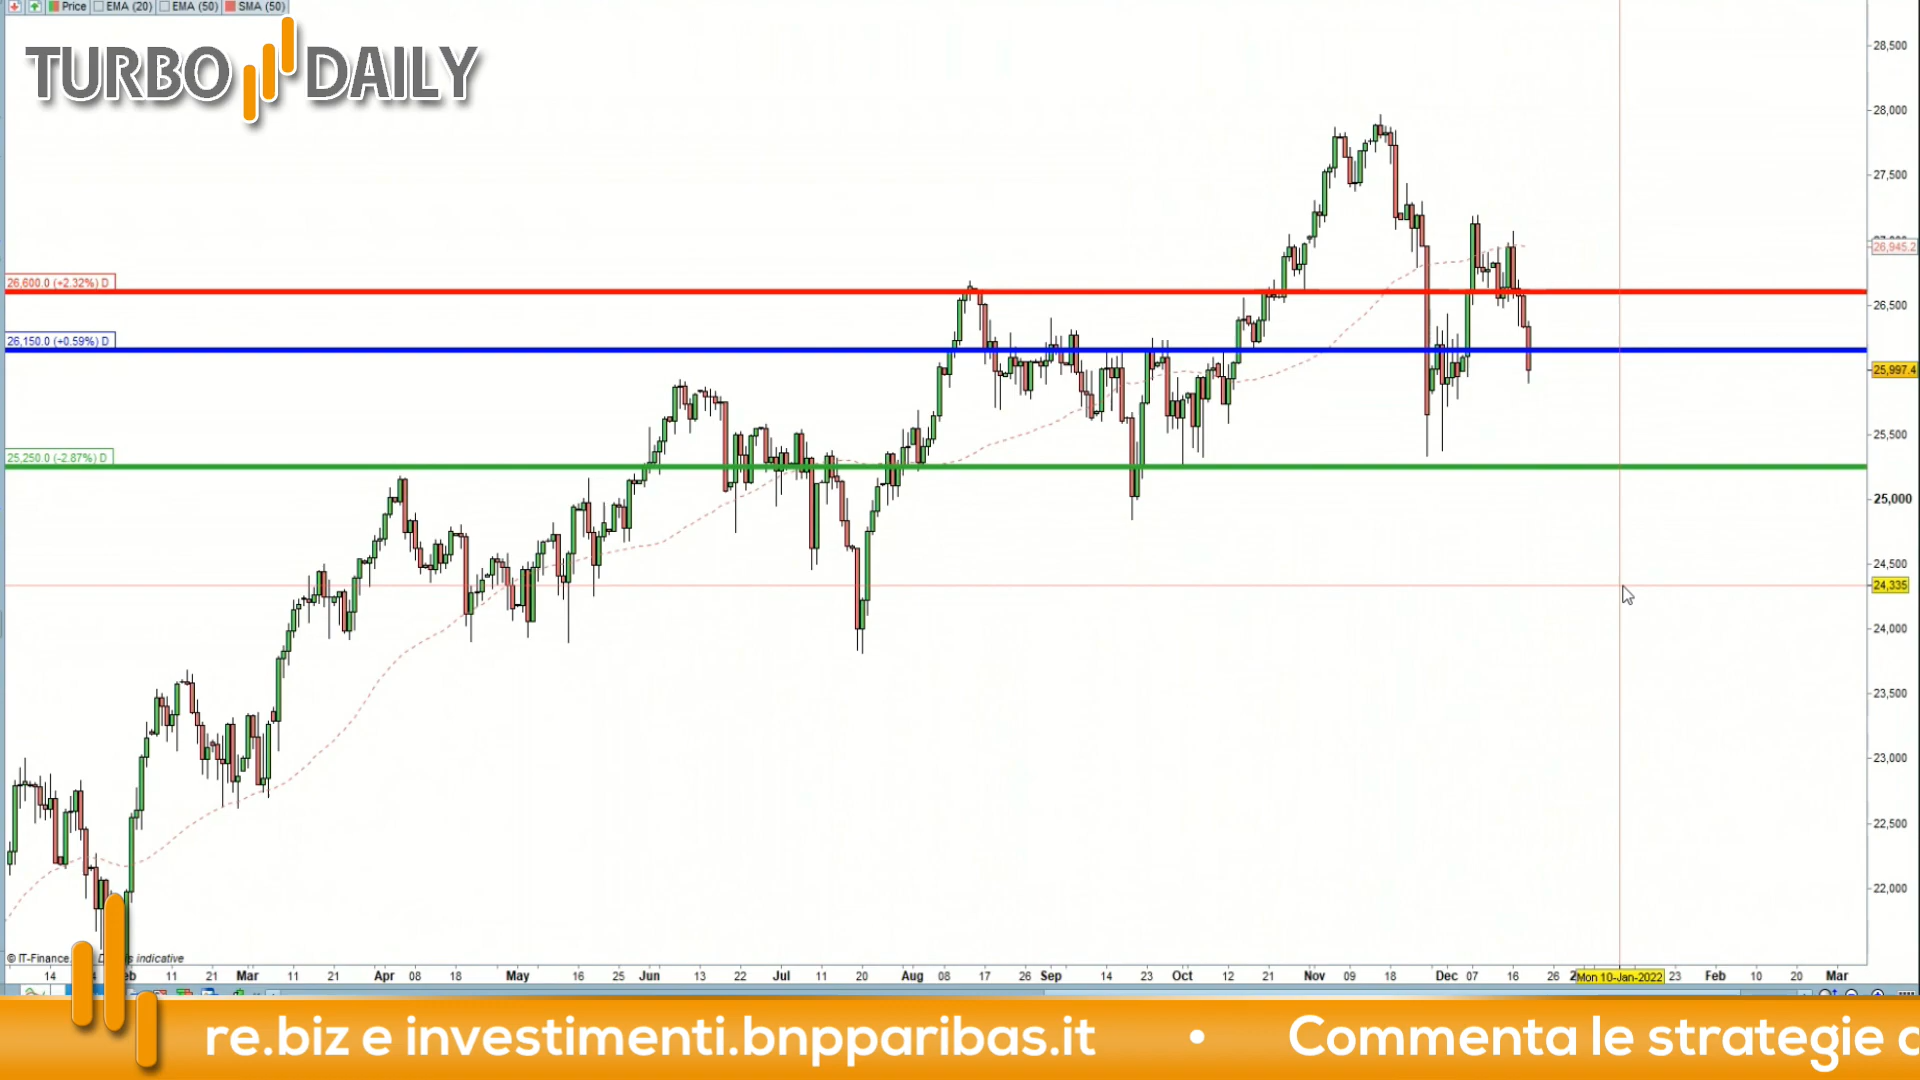 Price EMA (20) EMA (50) SMA (50)
TURBO DAILY
28,500
28,000
27,500
26,945.2
26,600.0 (+2.32%) D
26,500
26,150.0 (+0.59%) D
25,997.4
25,500
25,250.0 (-2.87%) D
25,000
24,500
24,335
24,000
23,500
23,000
22,500
22,000
© IT-Finance. indicative
14 11 21 Mar 11 21 Apr 08 18 May 16 25 Jun 13 22 Jul 11 20 Aug 08 17 26 Sep 14 23 Oct 12 21 Nov 09 18 Dec 07 16 26 Mon 10-Jan-2022 23 Feb 10 20 Mar
re.biz e investimenti.bnpparibas.it • Commenta le strategie